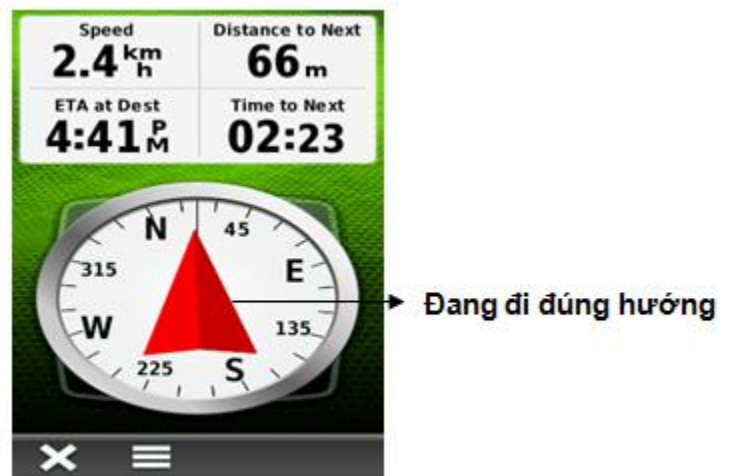 Speed Distance to Next
2.4 km/h 66 m
ETA at Dest Time to Next
4:41 PM 02:23
N 45
315 E
W 135
225 S
Đang đi đúng hướng